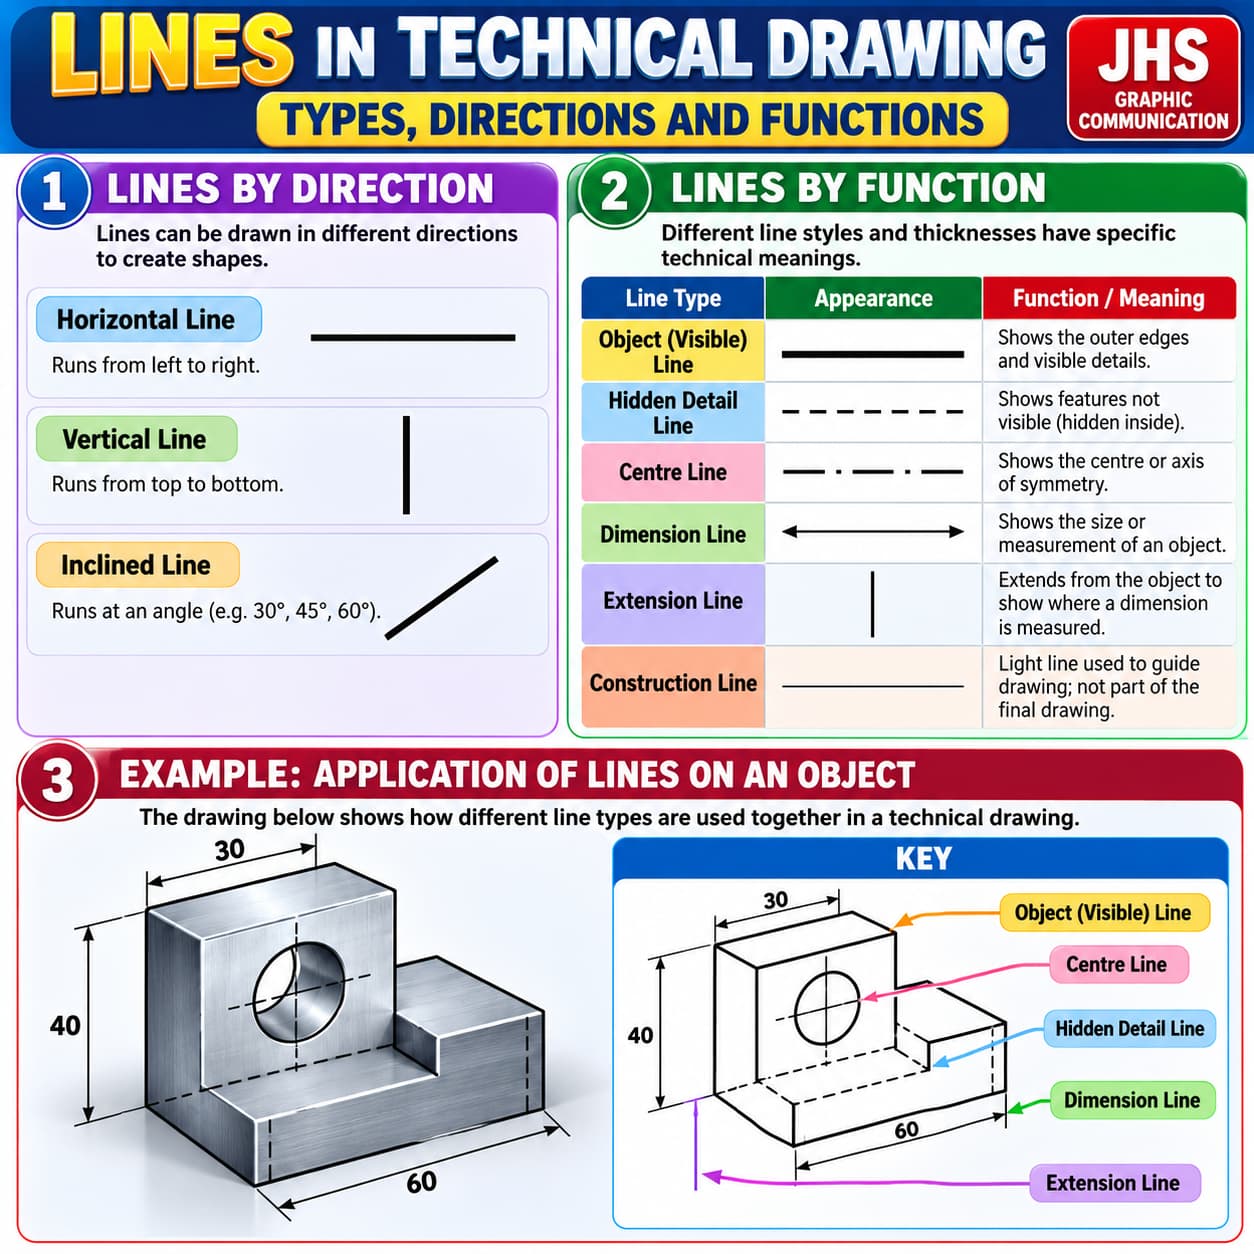 LINES IN TECHNICAL DRAWING
TYPES, DIRECTIONS AND FUNCTIONS
JHS
GRAPHIC
COMMUNICATION
1 LINES BY DIRECTION
Lines can be drawn in different directions
to create shapes.
Horizontal Line
Runs from left to right.
Vertical Line
Runs from top to bottom.
Inclined Line
Runs at an angle (e.g. 30°, 45°, 60°).
2 LINES BY FUNCTION
Different line styles and thicknesses have specific
technical meanings.
Line Type Appearance Function / Meaning
Object (Visible)
Line
Shows the outer edges
and visible details.
Hidden Detail
Line
Shows features not
visible (hidden inside).
Centre Line
Shows the centre or axis
of symmetry.
Dimension Line
Shows the size or
measurement of an object.
Extension Line
Extends from the object to
show where a dimension
is measured.
Construction Line
Light line used to guide
drawing; not part of the
final drawing.
3 EXAMPLE: APPLICATION OF LINES ON AN OBJECT
The drawing below shows how different line types are used together in a technical drawing.
30
40
60
KEY
30
40
60
Object (Visible) Line
Centre Line
Hidden Detail Line
Dimension Line
Extension Line